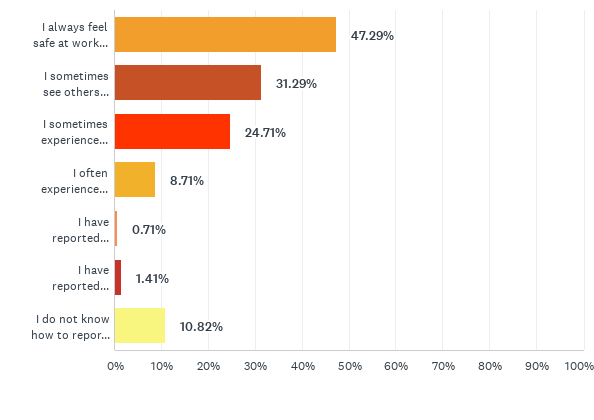 I always feel
safe at work...
47.29%
I sometimes
see others...
31.29%
I sometimes
experience...
24.71%
I often
experience...
8.71%
I have
reported...
0.71%
I have
reported...
1.41%
I do not know
how to repor...
10.82%
0% 10% 20% 30% 40% 50% 60% 70% 80% 90% 100%